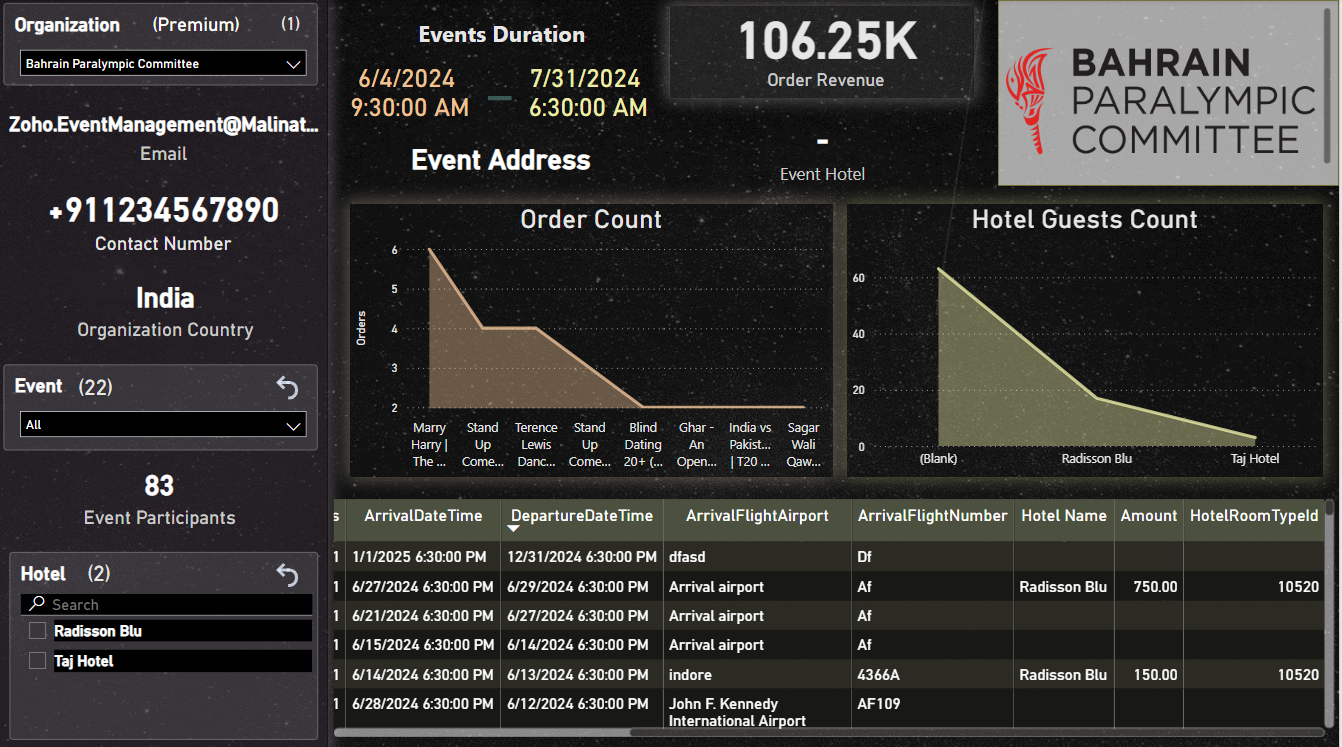 Organization (Premium) (1)
Bahrain Paralympic Committee
Zoho.EventManagement@Malinat...
Email
+911234567890
Contact Number
India
Organization Country
Event (22)
All
83
Event Participants
Hotel (2)
Search
Radisson Blu
Taj Hotel
Events Duration
6/4/2024
9:30:00 AM
7/31/2024
6:30:00 AM
Event Address
106.25K
Order Revenue
-
Event Hotel
BAHRAIN
PARALYMPIC
COMMITTEE
Order Count
Orders
6
5
4
3
2
Marry
Harry |
The ...
Stand
Up
Come...
Terence
Lewis
Danc...
Stand
Up
Come...
Blind
Dating
20+ (...
Ghar -
An
Open...
India vs
Pakist...
| T20 ...
Sagar
Wali
Qaw...
Hotel Guests Count
60
40
20
0
(Blank)
Radisson Blu
Taj Hotel
s ArrivalDateTime DepartureDateTime ArrivalFlightAirport ArrivalFlightNumber Hotel Name Amount HotelRoomTypeId
1 1/1/2025 6:30:00 PM 12/31/2024 6:30:00 PM dfasd Df
1 6/27/2024 6:30:00 PM 6/29/2024 6:30:00 PM Arrival airport Af Radisson Blu 750.00 10520
1 6/21/2024 6:30:00 PM 6/27/2024 6:30:00 PM Arrival airport Af
1 6/15/2024 6:30:00 PM 6/14/2024 6:30:00 PM Arrival airport Af
1 6/14/2024 6:30:00 PM 6/13/2024 6:30:00 PM indore 4366A Radisson Blu 150.00 10520
1 6/28/2024 6:30:00 PM 6/12/2024 6:30:00 PM John F. Kennedy AF109
International Airport